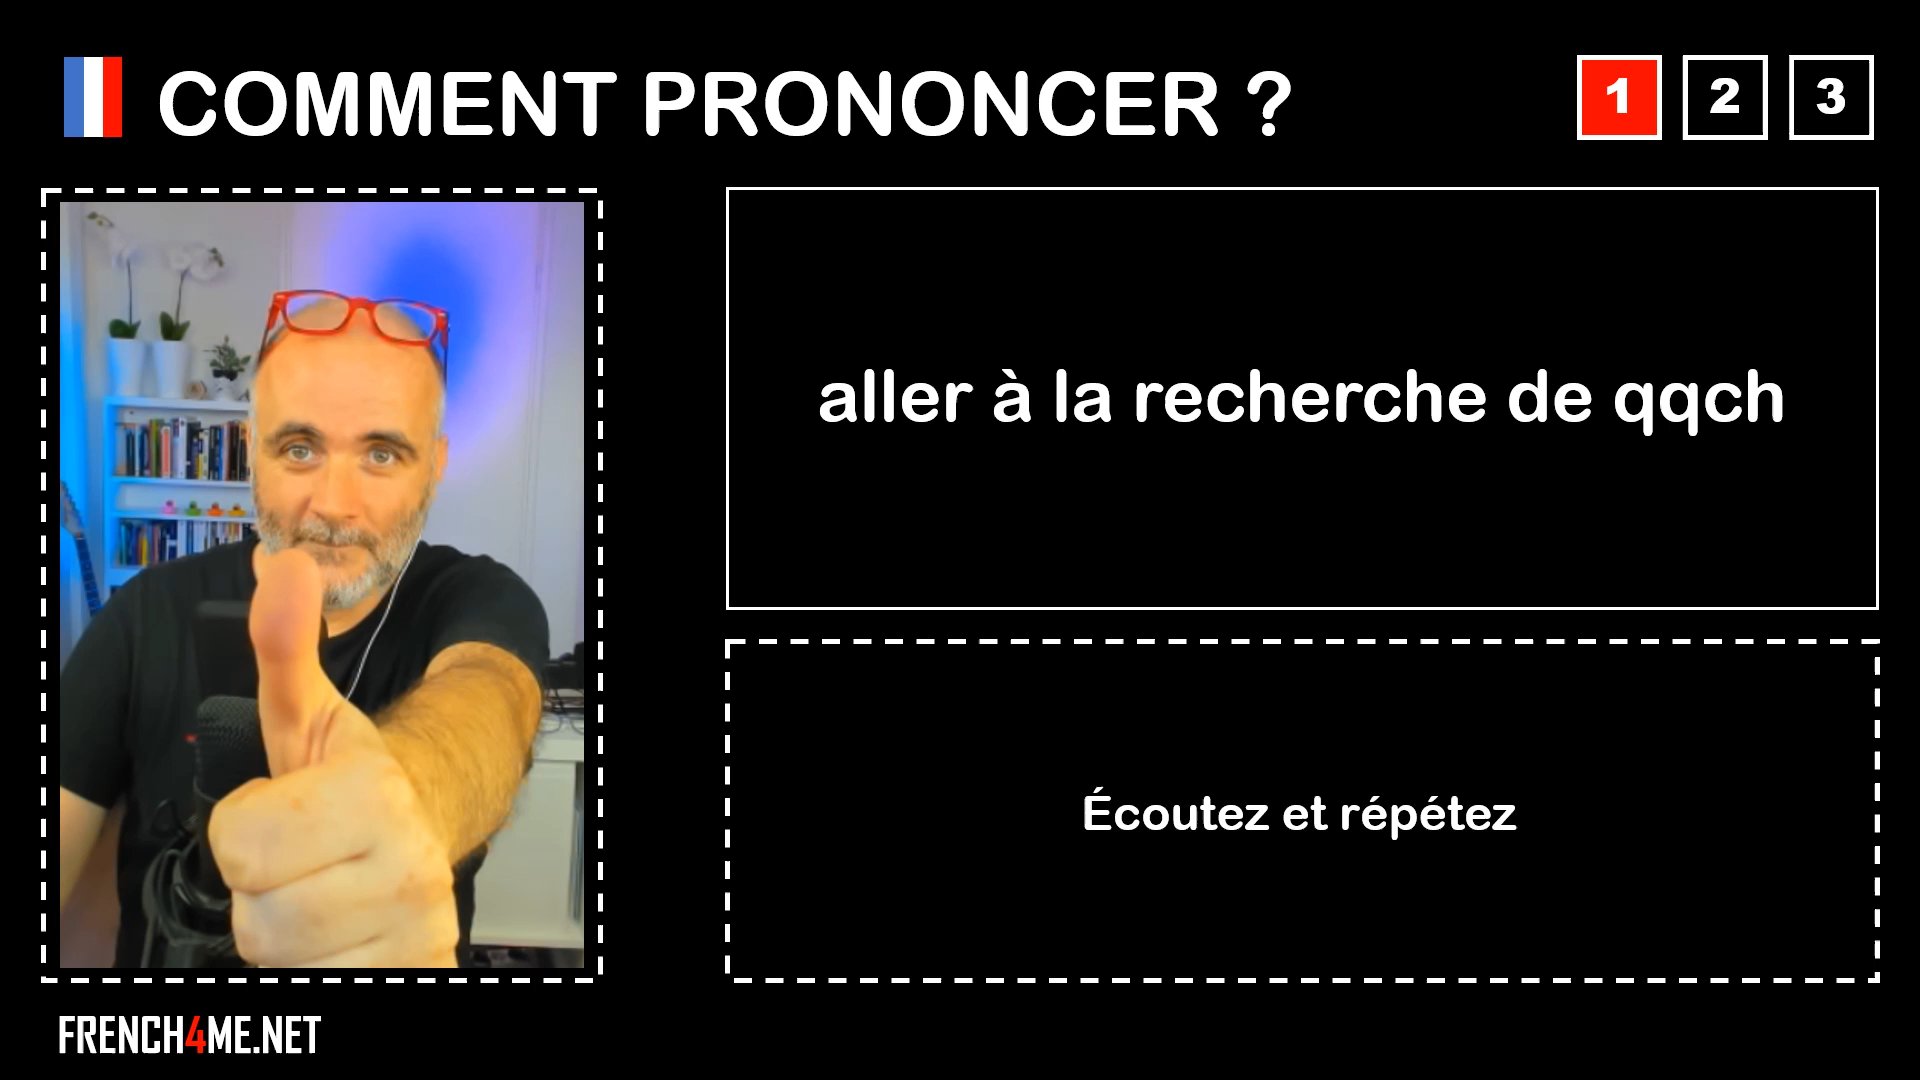 COMMENT PRONONCER ?
1 2 3
aller à la recherche de qqch
Écoutez et répétez
FRENCH4ME.NET